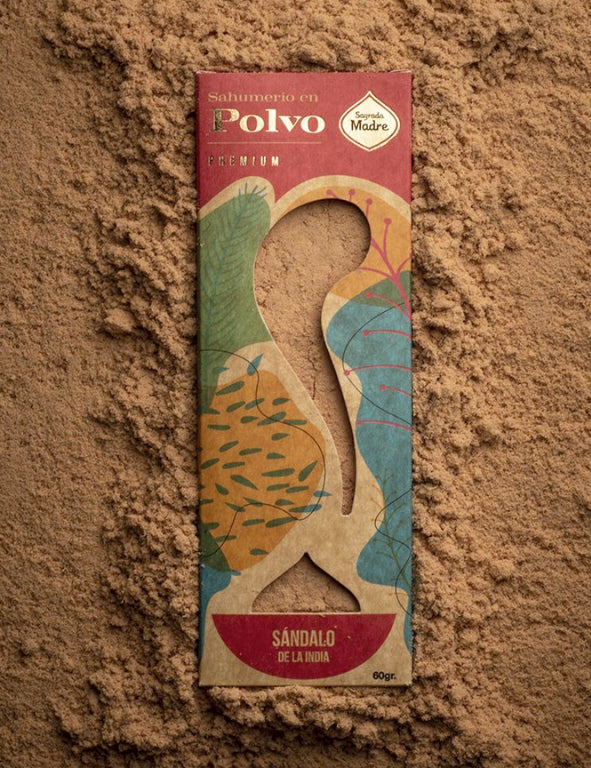 Sahumerio en
Polvo
PREMIUM
Sagrada
Madre
SÁNDALO
DE LA INDIA
60gr.